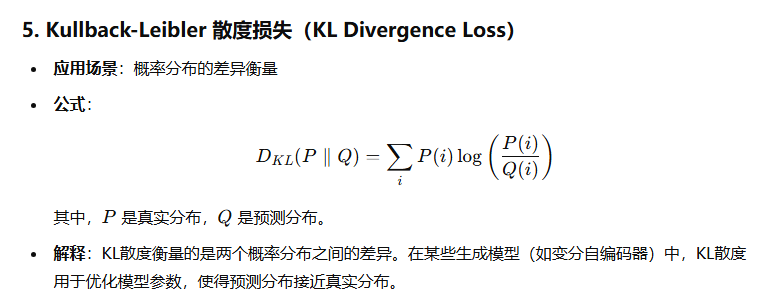 5. Kullback-Leibler 散度损失（KL Divergence Loss）
• 应用场景：概率分布的差异衡量
• 公式：
D_{KL}(P ∥ Q) = ∑_i P(i) log (P(i)/Q(i))
其中，P 是真实分布，Q 是预测分布。
• 解释：KL散度衡量的是两个概率分布之间的差异。在某些生成模型（如变分自编码器）中，KL散度
用于优化模型参数，使得预测分布接近真实分布。